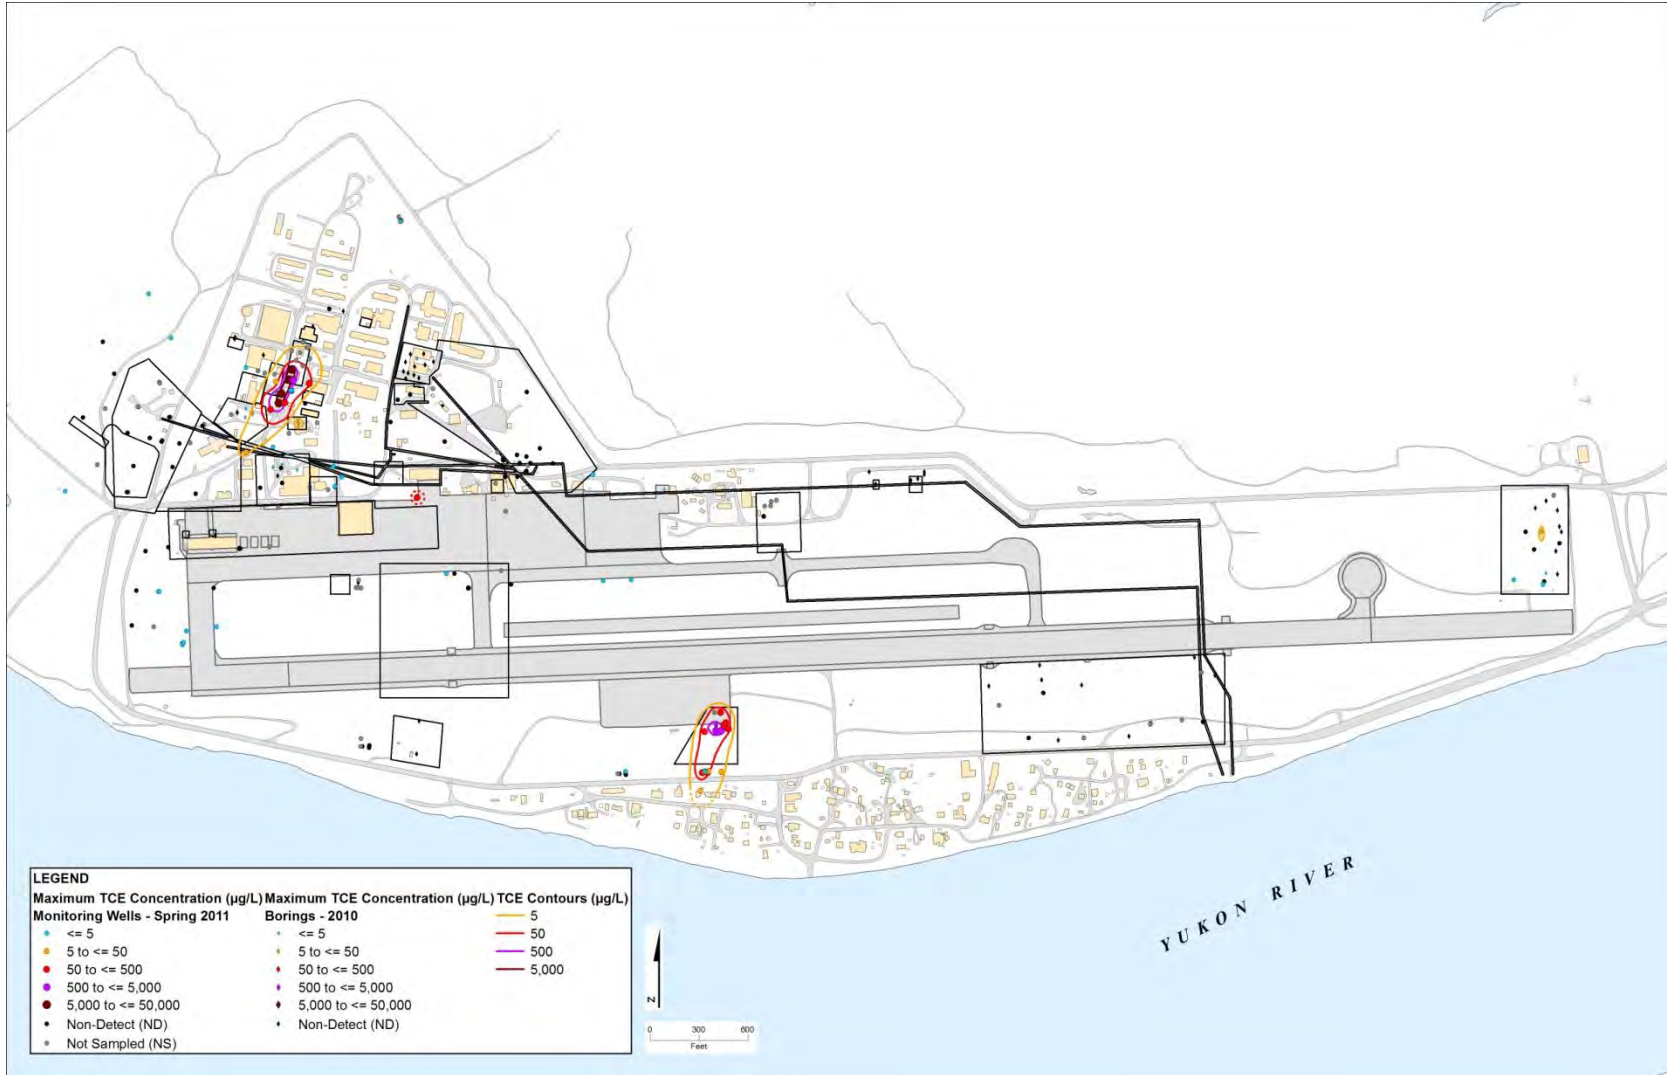 YUKON RIVER
LEGEND
Maximum TCE Concentration (µg/L) Maximum TCE Concentration (µg/L) TCE Contours (µg/L)
Monitoring Wells - Spring 2011 Borings - 2010 5
<= 5 <= 5 50
5 to <= 50 5 to <= 50 500
50 to <= 500 50 to <= 500 5,000
500 to <= 5,000 500 to <= 5,000
5,000 to <= 50,000 5,000 to <= 50,000
Non-Detect (ND) Non-Detect (ND)
Not Sampled (NS)
N
0 300 600
Feet